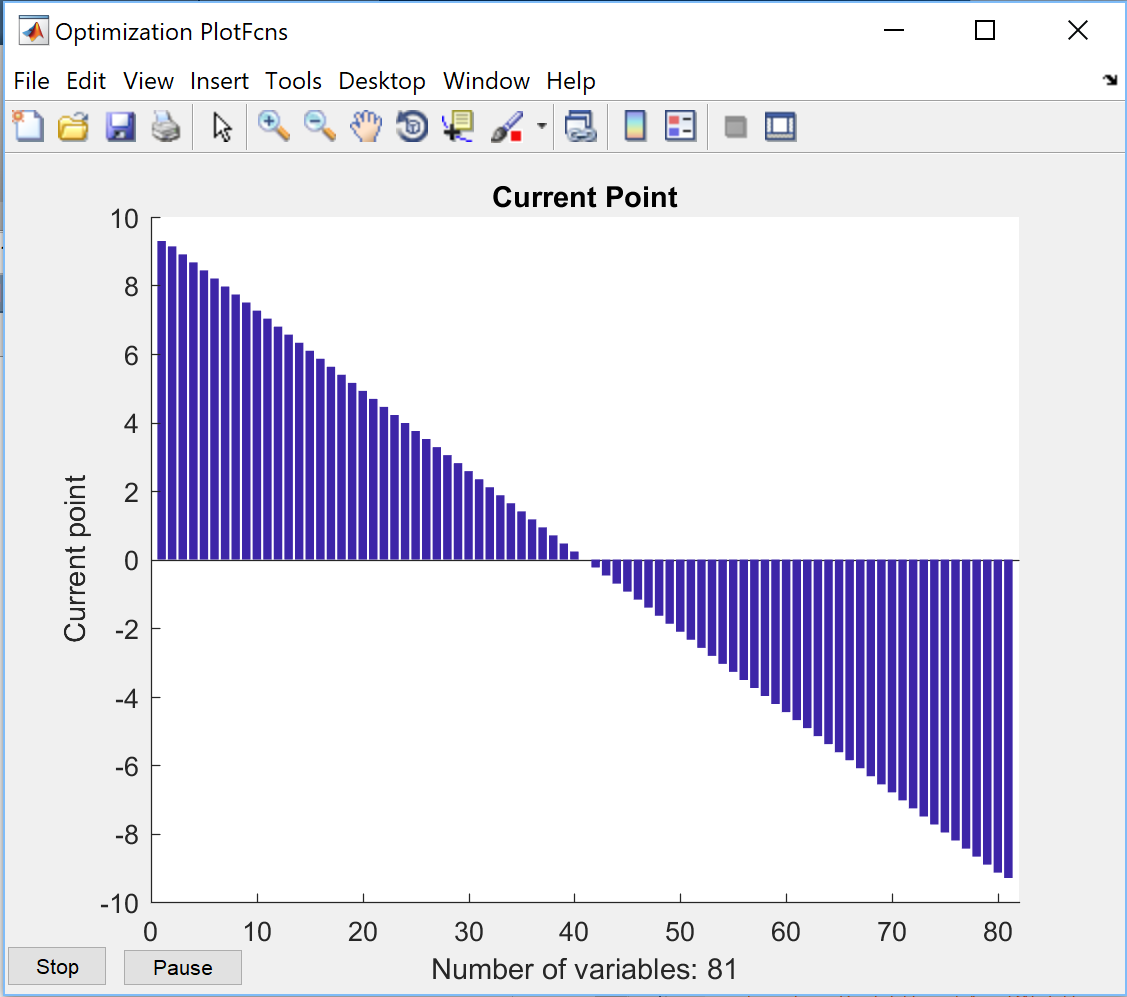 Optimization PlotFcns
File Edit View Insert Tools Desktop Window Help
Current Point
10
8
6
4
2
0
-2
-4
-6
-8
-10
Current point
0 10 20 30 40 50 60 70 80
Number of variables: 81
Stop Pause